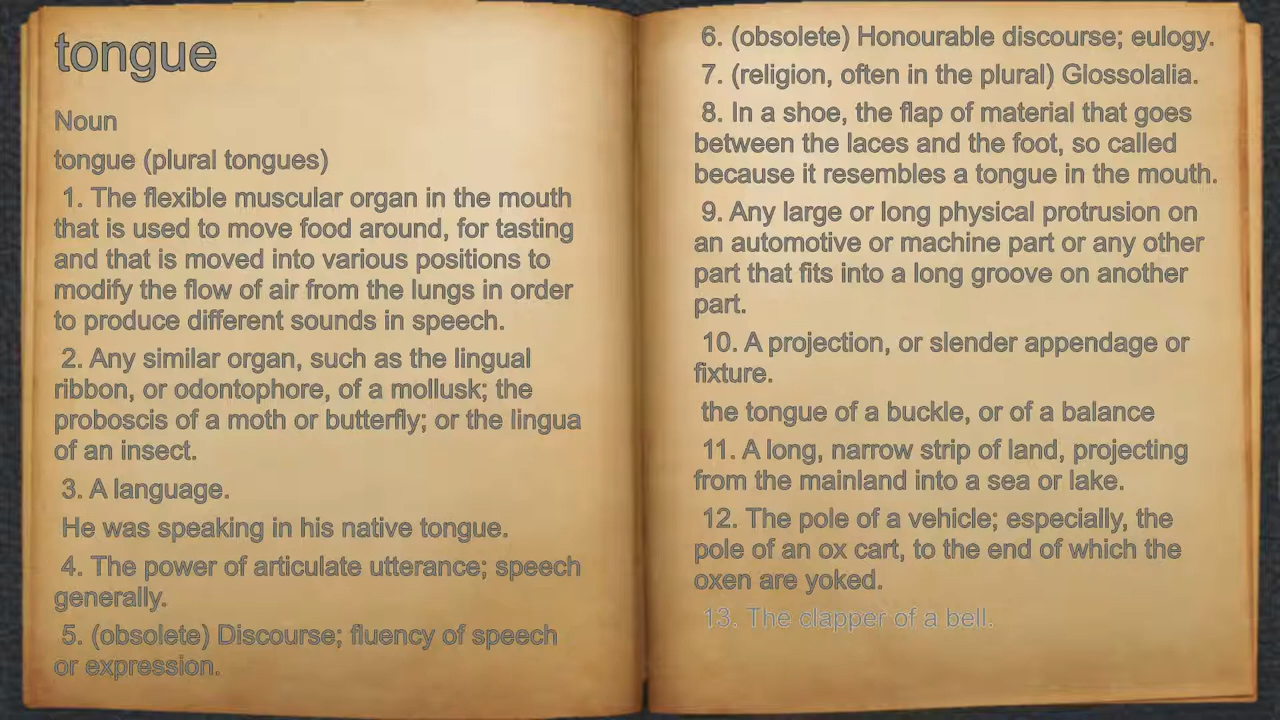 tongue
Noun
tongue (plural tongues)
1. The flexible muscular organ in the mouth
that is used to move food around, for tasting
and that is moved into various positions to
modify the flow of air from the lungs in order
to produce different sounds in speech.
2. Any similar organ, such as the lingual
ribbon, or odontophore, of a mollusk; the
proboscis of a moth or butterfly; or the lingua
of an insect.
3. A language.
He was speaking in his native tongue.
4. The power of articulate utterance; speech
generally.
5. (obsolete) Discourse; fluency of speech
or expression.
6. (obsolete) Honourable discourse; eulogy.
7. (religion, often in the plural) Glossolalia.
8. In a shoe, the flap of material that goes
between the laces and the foot, so called
because it resembles a tongue in the mouth.
9. Any large or long physical protrusion on
an automotive or machine part or any other
part that fits into a long groove on another
part.
10. A projection, or slender appendage or
fixture.
the tongue of a buckle, or of a balance
11. A long, narrow strip of land, projecting
from the mainland into a sea or lake.
12. The pole of a vehicle; especially, the
pole of an ox cart, to the end of which the
oxen are yoked.
13. The clapper of a bell.